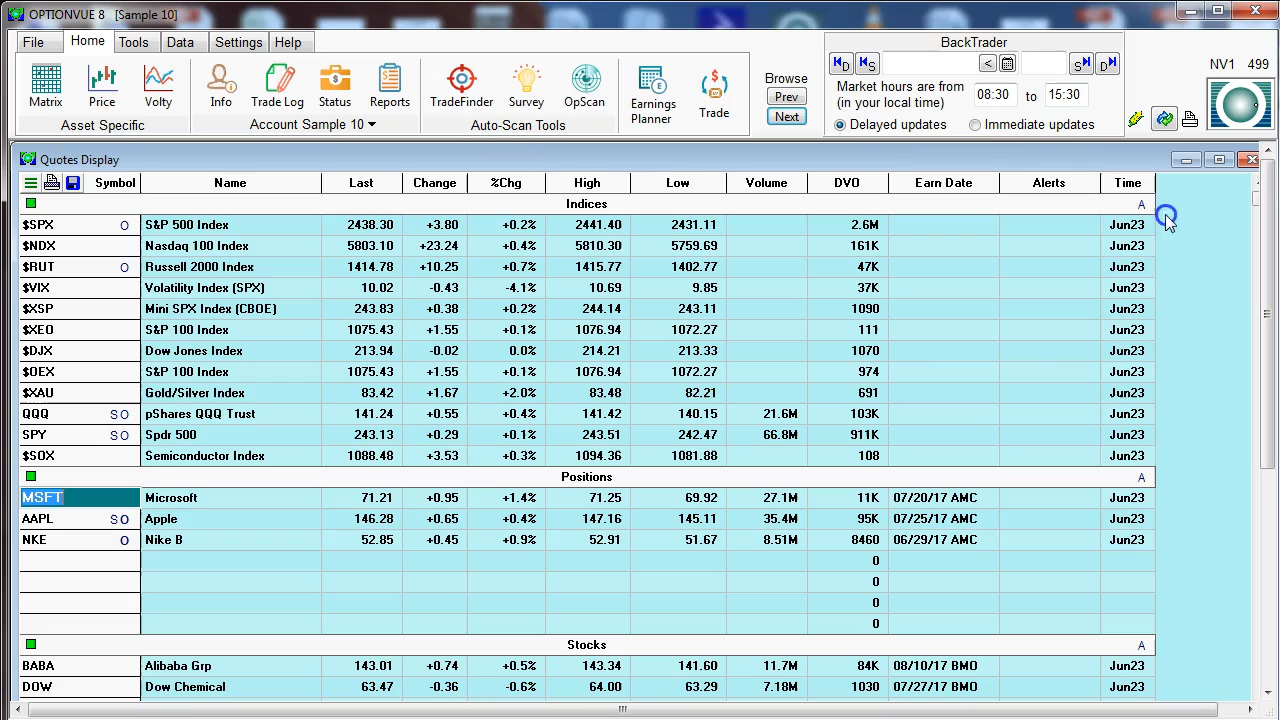 OPTIONVUE 8 [Sample 10]
File Home Tools Data Settings Help
Matrix Price Volty Info Trade Log Status Reports TradeFinder Survey OpScan Earnings Planner Trade
Asset Specific Account Sample 10 Auto-Scan Tools
Browse
Prev
Next
BackTrader
D S < S D
Market hours are from
(in your local time) 08:30 to 15:30
Delayed updates Immediate updates
NV1 499
Quotes Display
Symbol Name Last Change %Chg High Low Volume DVO Earn Date Alerts Time
Indices A
$SPX O S&P 500 Index 2438.30 +3.80 +0.2% 2441.40 2431.11 2.6M Jun23
$NDX Nasdaq 100 Index 5803.10 +23.24 +0.4% 5810.30 5759.69 161K Jun23
$RUT O Russell 2000 Index 1414.78 +10.25 +0.7% 1415.77 1402.77 47K Jun23
$VIX Volatility Index (SPX) 10.02 -0.43 -4.1% 10.69 9.85 37K Jun23
$XSP Mini SPX Index (CBOE) 243.83 +0.38 +0.2% 244.14 243.11 1090 Jun23
$XEO S&P 100 Index 1075.43 +1.55 +0.1% 1076.94 1072.27 111 Jun23
$DJX Dow Jones Index 213.94 -0.02 0.0% 214.21 213.33 1070 Jun23
$OEX S&P 100 Index 1075.43 +1.55 +0.1% 1076.94 1072.27 974 Jun23
$XAU Gold/Silver Index 83.42 +1.67 +2.0% 83.48 82.21 691 Jun23
QQQ S O pShares QQQ Trust 141.24 +0.55 +0.4% 141.42 140.15 21.6M 103K Jun23
SPY S O Spdr 500 243.13 +0.29 +0.1% 243.51 242.47 66.8M 911K Jun23
$SOX Semiconductor Index 1088.48 +3.53 +0.3% 1094.36 1081.88 108 Jun23
Positions A
MSFT Microsoft 71.21 +0.95 +1.4% 71.25 69.92 27.1M 11K 07/20/17 AMC Jun23
AAPL S O Apple 146.28 +0.65 +0.4% 147.16 145.11 35.4M 95K 07/25/17 AMC Jun23
NKE O Nike B 52.85 +0.45 +0.9% 52.91 51.67 8.51M 8460 06/29/17 AMC Jun23
0
0
0
0
Stocks A
BABA Alibaba Grp 143.01 +0.74 +0.5% 143.34 141.60 11.7M 84K 08/10/17 BMO Jun23
DOW Dow Chemical 63.47 -0.36 -0.6% 64.00 63.29 7.18M 1030 07/27/17 BMO Jun23